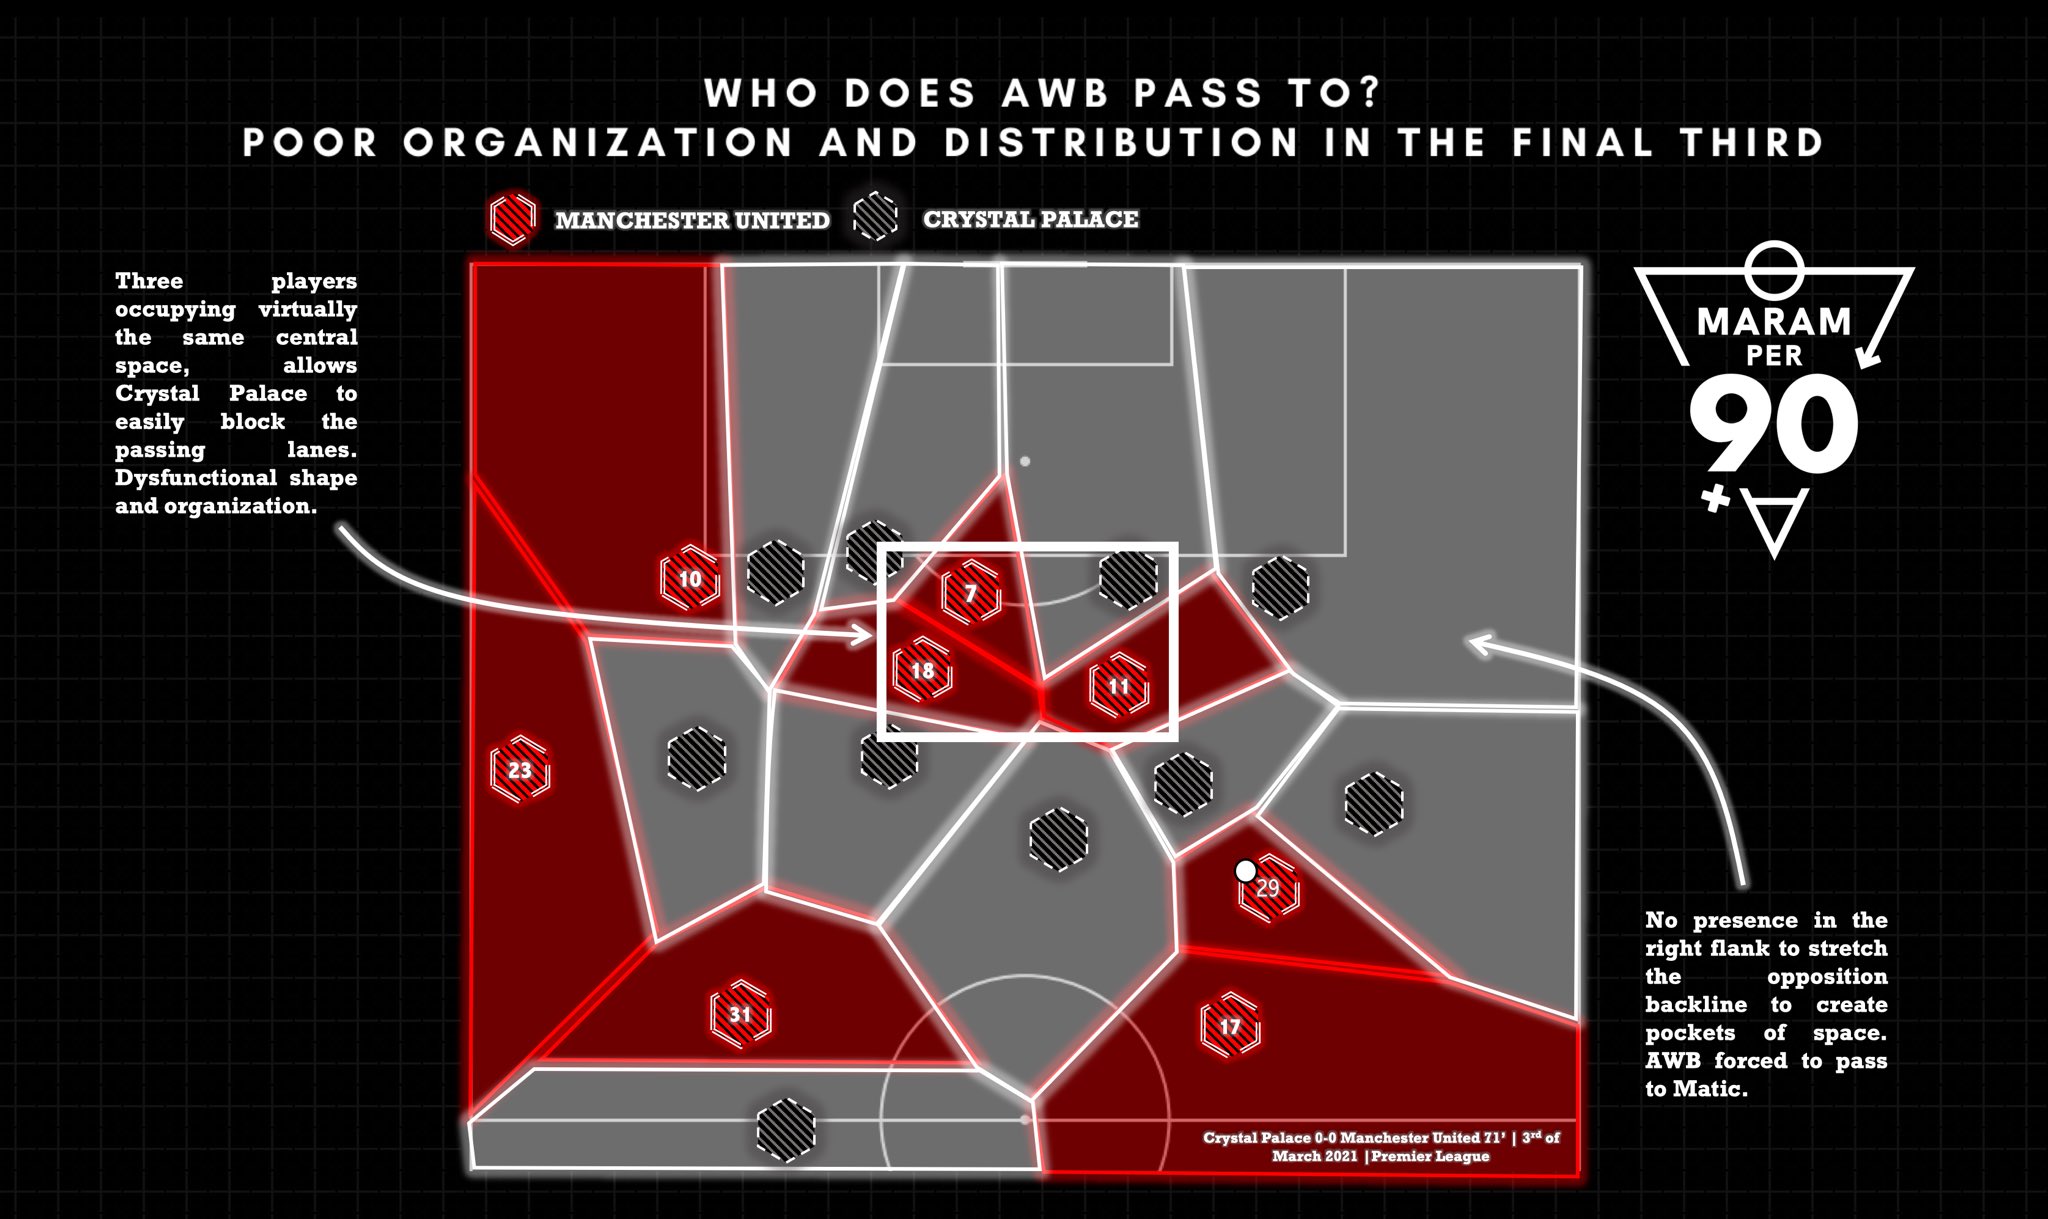 WHO DOES AWB PASS TO?
POOR ORGANIZATION AND DISTRIBUTION IN THE FINAL THIRD
MANCHESTER UNITED
CRYSTAL PALACE
Three players
occupying virtually
the same central
space, allows
Crystal Palace to
easily block the
passing lanes.
Dysfunctional shape
and organization.
MARAM
PER
90
+
10
7
18
11
23
29
31
17
No presence in the
right flank to stretch
the opposition
backline to create
pockets of space.
AWB forced to pass
to Matic.
Crystal Palace 0-0 Manchester United 71' | 3rd of
March 2021 |Premier League